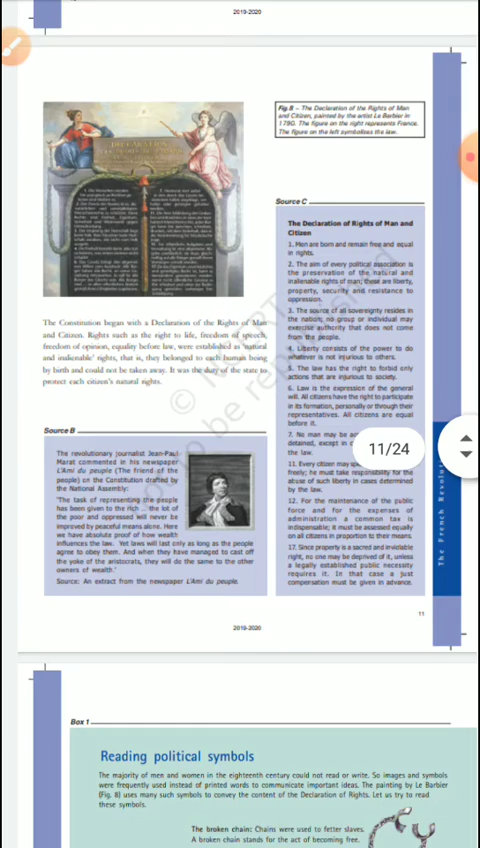 2019-2020
DECLARATION
Fig.8 – The Declaration of the Rights of Man
and Citizen, painted by the artist Le Barbier in
1790. The figure on the right represents France.
The figure on the left symbolises the law.
The Constitution began with a Declaration of the Rights of Man
and Citizen. Rights such as the right to life, freedom of speech,
freedom of opinion, equality before law, were established as ‘natural
and inalienable’ rights, that is, they belonged to each human being
by birth and could not be taken away. It was the duty of the state to
protect each citizen’s natural rights.
Source B
The revolutionary journalist Jean-Paul
Marat commented in his newspaper
L’Ami du peuple (The friend of the
people) on the Constitution drafted by
the National Assembly:
‘The task of representing the people
has been given to the rich … the lot of
the poor and oppressed will never be
improved by peaceful means alone. Here
we have absolute proof of how wealth
influences the law. Yet laws will last only as long as the people
agree to obey them. And when they have managed to cast off
the yoke of the aristocrats, they will do the same to the other
owners of wealth.’
Source: An extract from the newspaper L’Ami du peuple.
Source C
The Declaration of Rights of Man and
Citizen
1. Men are born and remain free and equal
in rights.
2. The aim of every political association is
the preservation of the natural and
inalienable rights of man; these are liberty,
property, security and resistance to
oppression.
3. The source of all sovereignty resides in
the nation; no group or individual may
exercise authority that does not come
from the people.
4. Liberty consists of the power to do
whatever is not injurious to others.
5. The law has the right to forbid only
actions that are injurious to society.
6. Law is the expression of the general
will. All citizens have the right to participate
in its formation, personally or through their
representatives. All citizens are equal
before it.
7. No man may be
detained, except in
the law.
11. Every citizen may
freely; he must take responsibility for the
abuse of such liberty in cases determined
by the law.
12. For the maintenance of the public
force and for the expenses of
administration a common tax is
indispensable; it must be assessed equally
on all citizens in proportion to their means.
17. Since property is a sacred and inviolable
right, no one may be deprived of it, unless
a legally established public necessity
requires it. In that case a just
compensation must be given in advance.
11/24
The French Revolut
11
2019-2020
Box 1
Reading political symbols
The majority of men and women in the eighteenth century could not read or write. So images and symbols
were frequently used instead of printed words to communicate important ideas. The painting by Le Barbier
(Fig. 8) uses many such symbols to convey the content of the Declaration of Rights. Let us try to read
these symbols.
The broken chain: Chains were used to fetter slaves.
A broken chain stands for the act of becoming free.